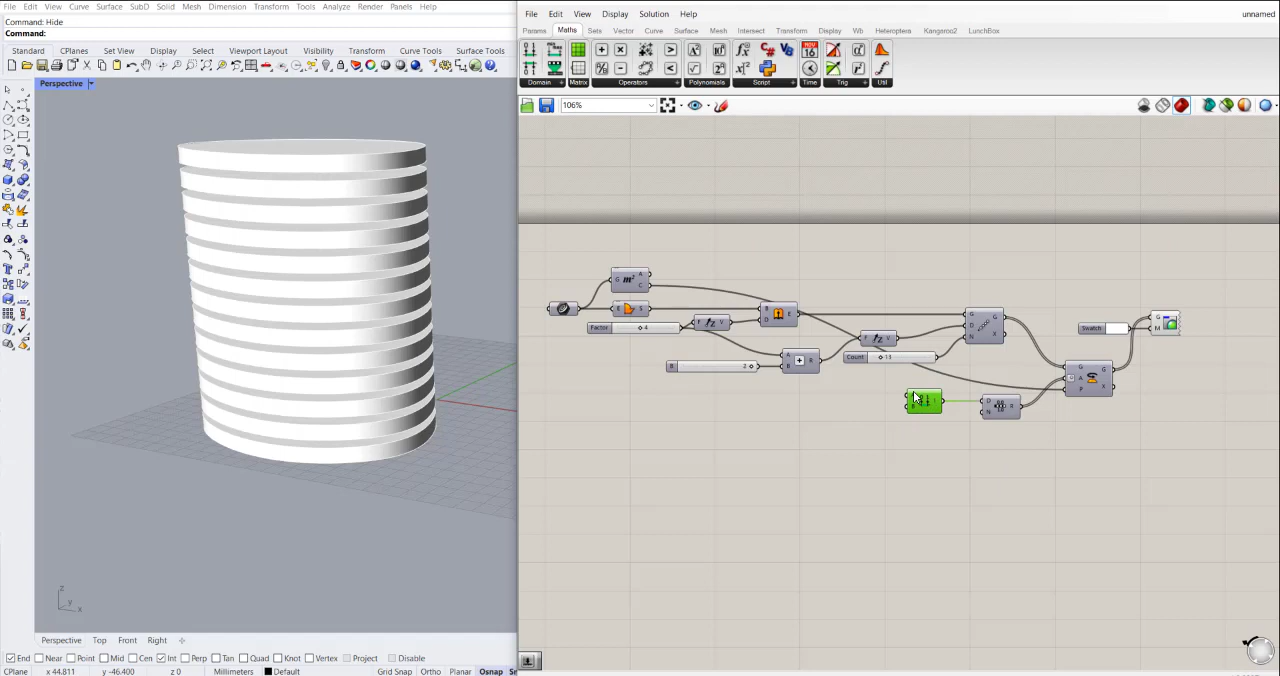 File Edit View Curve Surface SubD Solid Mesh Dimension Transform Tools Analyze Render Panels Help
Command: Hide
Command:
Standard CPlanes Set View Display Select Viewport Layout Visibility Transform Curve Tools Surface Tools
Perspective
z
y
x
Perspective Top Front Right
End Near Point Mid Cen Int Perp Tan Quad Knot Vertex Project Disable
CPlane x 44.811 y -46.400 z 0 Millimeters Default Grid Snap Ortho Planar Osnap
File Edit View Display Solution Help unnamed
Params Maths Sets Vector Curve Surface Mesh Intersect Transform Display Wb Heteroptera Kangaroo2 LunchBox
Domain Matrix Operators Polynomials Script Time Trig Util
106%
G m² A C
E S
Factor 4
F V
B D E
B 2
A B R
F V
Count 13
G D N G X
D N R
G A P G X
Swatch
G M